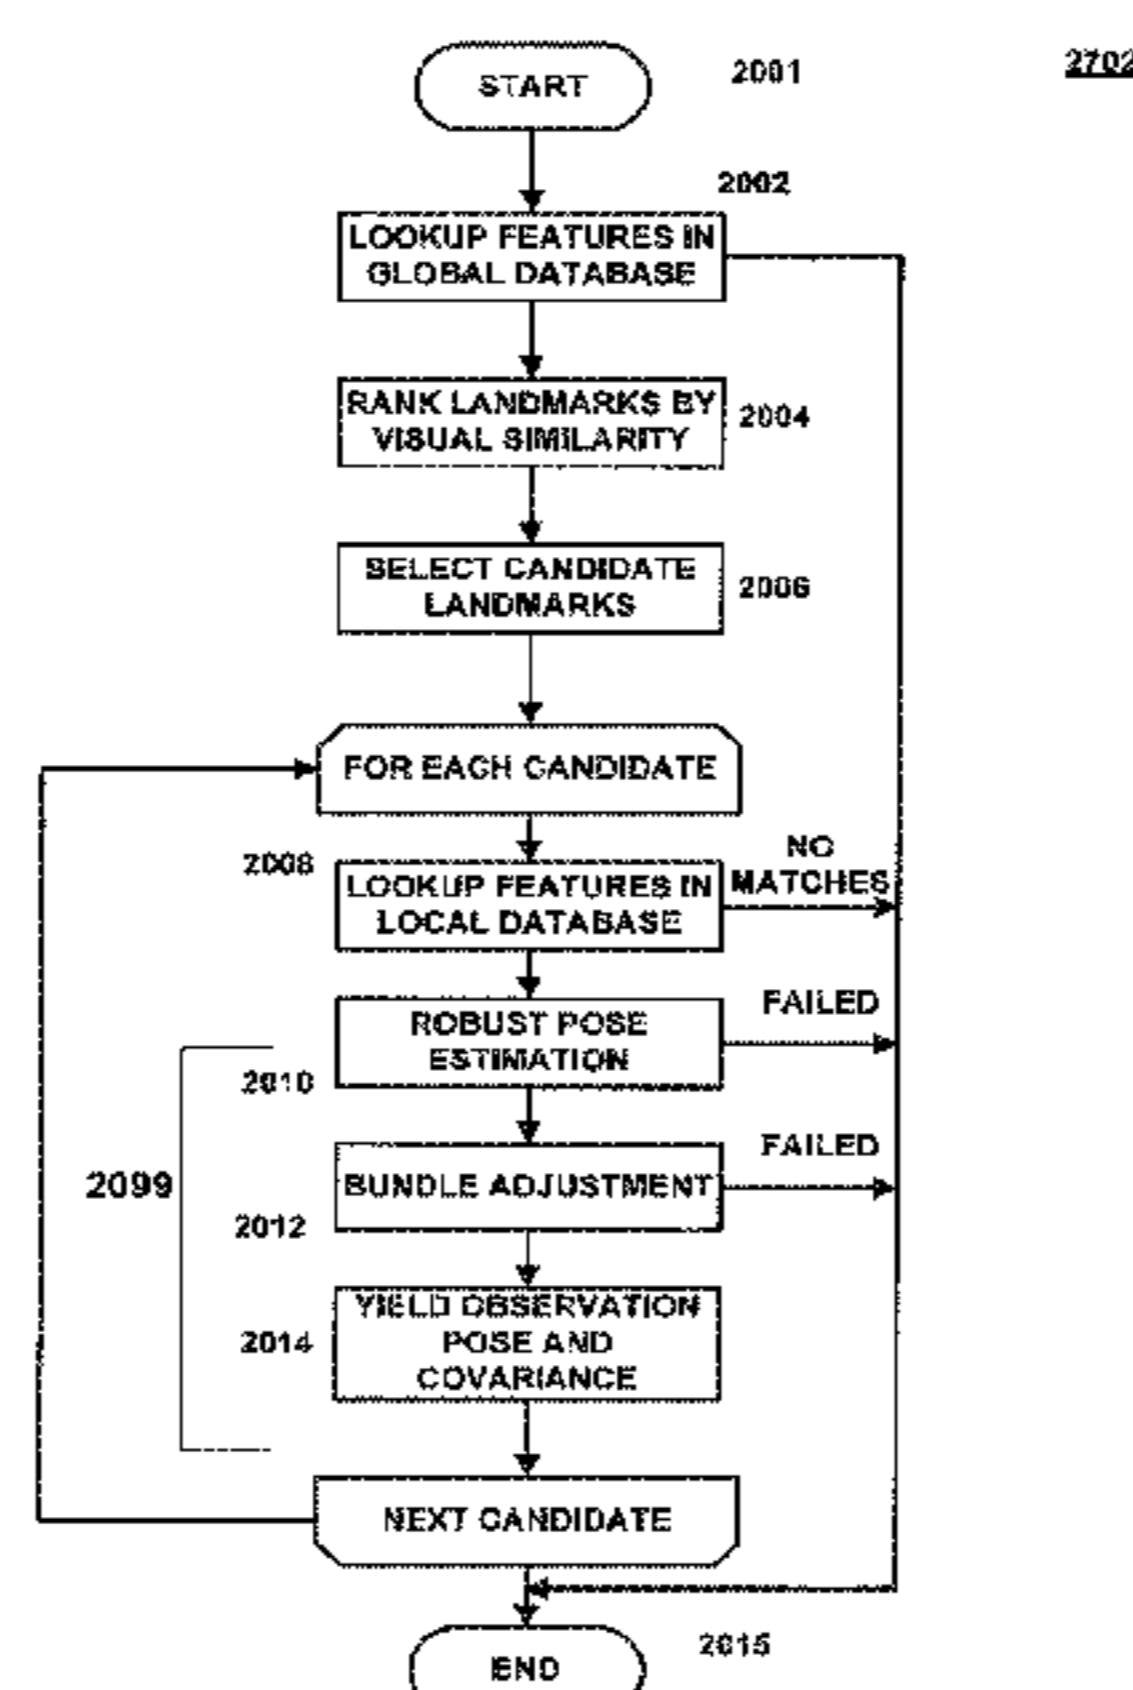 2702
START
2001
2002
LOOKUP FEATURES IN
GLOBAL DATABASE
RANK LANDMARKS BY
VISUAL SIMILARITY
2004
SELECT CANDIDATE
LANDMARKS
2006
FOR EACH CANDIDATE
2008
LOOKUP FEATURES IN
LOCAL DATABASE
NO
MATCHES
ROBUST POSE
ESTIMATION
FAILED
2010
2099
BUNDLE ADJUSTMENT
FAILED
2012
YIELD OBSERVATION
POSE AND
COVARIANCE
2014
NEXT CANDIDATE
END
2015